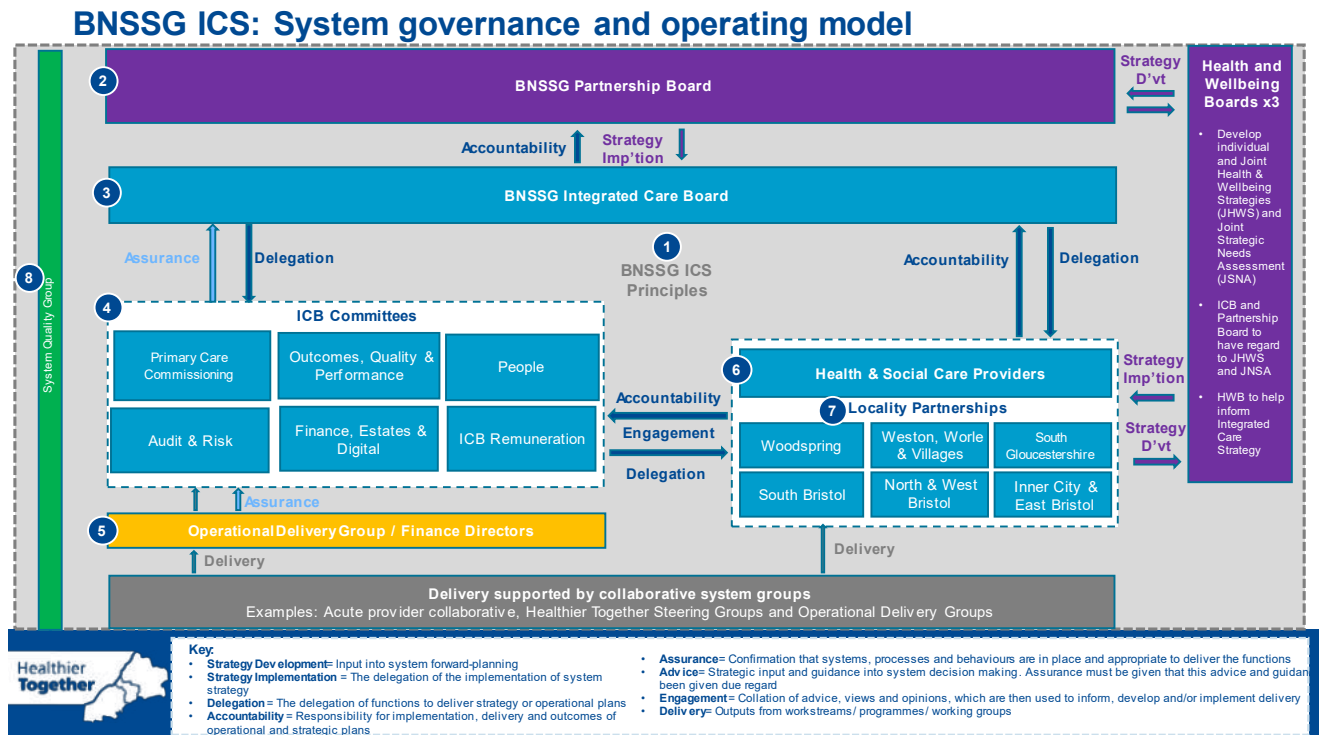 BNSSG ICS: System governance and operating model
2
BNSSG Partnership Board
Strategy
D'vt
Health and
Wellbeing
Boards x3
• Develop
individual
and Joint
Health &
Wellbeing
Strategies
(JHWS) and
Joint
Strategic
Needs
Assessment
(JSNA)
• ICB and
Partnership
Board to
have regard
to JHWS
and JNSA
• HWB to help
inform
Integrated
Care
Strategy
Accountability
Strategy
Imp'tion
3
BNSSG Integrated Care Board
8
System Quality Group
Assurance
Delegation
1
BNSSG ICS
Principles
Accountability
Delegation
4
ICB Committees
Primary Care
Commissioning
Outcomes, Quality &
Performance
People
Audit & Risk
Finance, Estates &
Digital
ICB Remuneration
Accountability
Engagement
Delegation
6
Health & Social Care Providers
7
Locality Partnerships
Woodspring
Weston, Worle
& Villages
South
Gloucestershire
South Bristol
North & West
Bristol
Inner City &
East Bristol
Strategy
Imp'tion
Strategy
D'vt
Assurance
5
Operational Delivery Group / Finance Directors
Delivery
Delivery
Delivery supported by collaborative system groups
Examples: Acute provider collaborative, Healthier Together Steering Groups and Operational Delivery Groups
Healthier
Together
Key:
• Strategy Development= Input into system forward-planning
• Strategy Implementation = The delegation of the implementation of system
strategy
• Delegation = The delegation of functions to deliver strategy or operational plans
• Accountability = Responsibility for implementation, delivery and outcomes of
operational and strategic plans
• Assurance= Confirmation that systems, processes and behaviours are in place and appropriate to deliver the functions
• Advice= Strategic input and guidance into system decision making. Assurance must be given that this advice and guidan
been given due regard
• Engagement= Collation of advice, views and opinions, which are then used to inform, develop and/or implement delivery
• Delivery= Outputs from workstreams/ programmes/ working groups